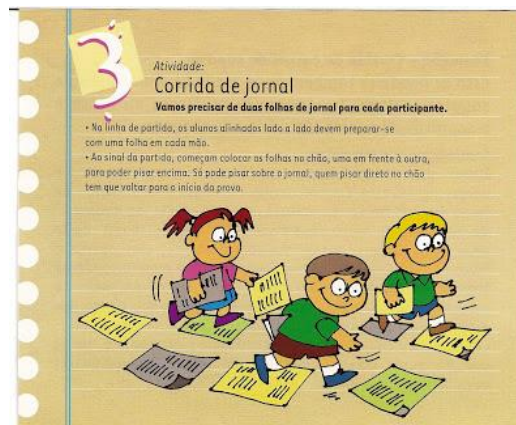 3
Atividade:
Corrida de jornal
Vamos precisar de duas folhas de jornal para cada participante.
• Na linha de partida, os alunos alinhados lado a lado devem preparar-se
com uma folha em cada mão.
• Ao sinal da partida, começam colocar as folhas no chão, uma em frente à outra,
para poder pisar encima. Só pode pisar sobre o jornal, quem pisar direto no chão
tem que voltar para o início da prova.